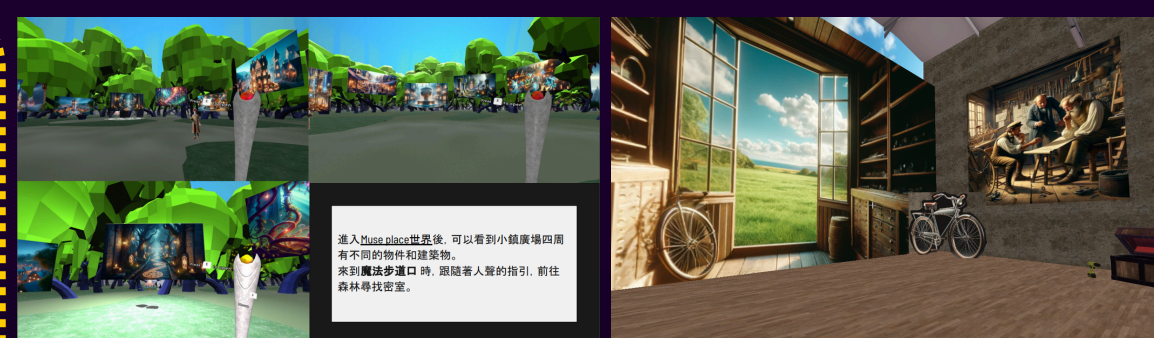 進入Muse place世界後, 可以看到小鎮廣場四周
有不同的物件和建築物。
來到魔法步道口 時, 跟隨著人聲的指引, 前往
森林尋找密室。